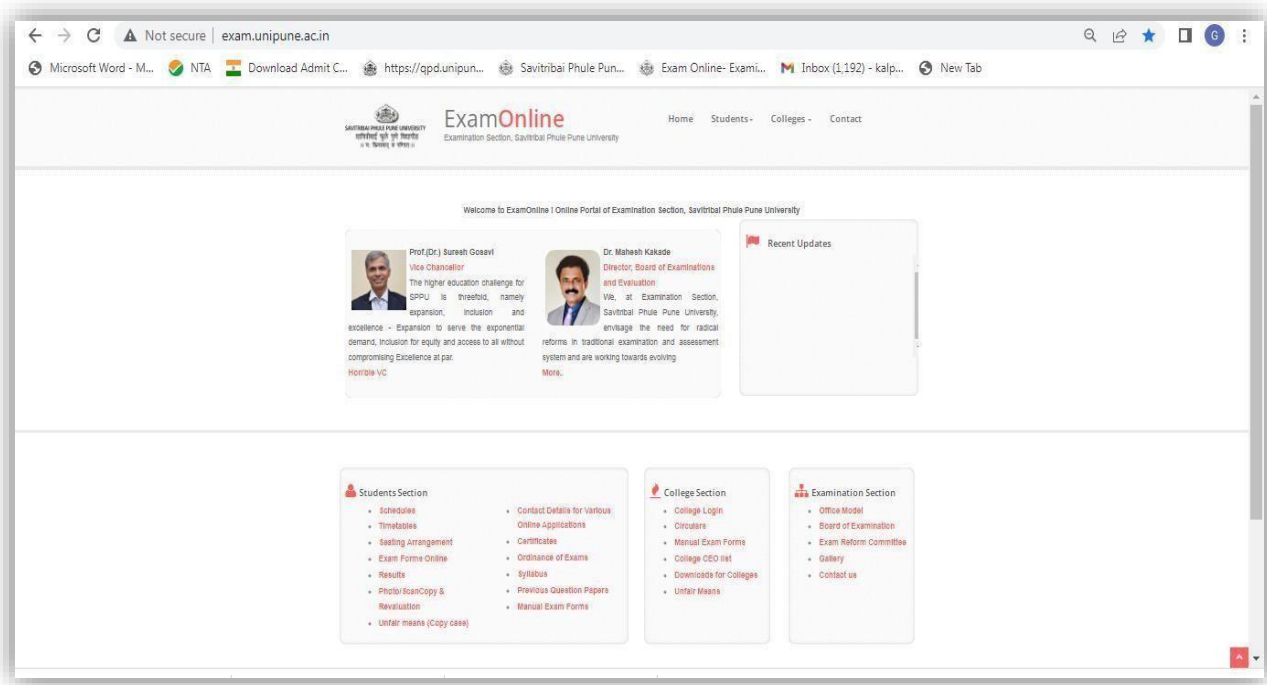 Not secure | exam.unipune.ac.in
Microsoft Word - M... NTA Download Admit C... https://qpd.unipun... Savitribai Phule Pun... Exam Online- Exami... Inbox (1,192) - kalp... New Tab
G
SAVITRIBAI PHULE PUNE UNIVERSITY
सावित्रीबाई फुले पुणे विद्यापीठ
ExamOnline
Examination Section, Savitribai Phule Pune University
Home Students Colleges Contact
Welcome to ExamOnline ! Online Portal of Examination Section, Savitribai Phule Pune University
Prof.(Dr.) Suresh Gosavi
Vice Chancellor
The higher education challenge for
SPPU is threefold, namely
expansion, inclusion and
excellence - Expansion to serve the exponential
demand, inclusion for equity and access to all without
compromising Excellence at par.
Hon'ble VC
Dr. Mahesh Kakade
Director, Board of Examinations
and Evaluation
We, at Examination Section,
Savitribai Phule Pune University,
envisage the need for radical
reforms in traditional examination and assessment
system and are working towards evolving
More..
Recent Updates
Students Section
Schedules
Timetables
Seating Arrangement
Exam Forms Online
Results
Photo/ScanCopy &
Revaluation
Unfair means (Copy case)
Contact Details for Various
Online Applications
Certificates
Ordinance of Exams
Syllabus
Previous Question Papers
Manual Exam Forms
College Section
College Login
Circulars
Manual Exam Forms
College CEO list
Downloads for Colleges
Unfair Means
Examination Section
Office Model
Board of Examination
Exam Reform Committee
Gallery
Contact us